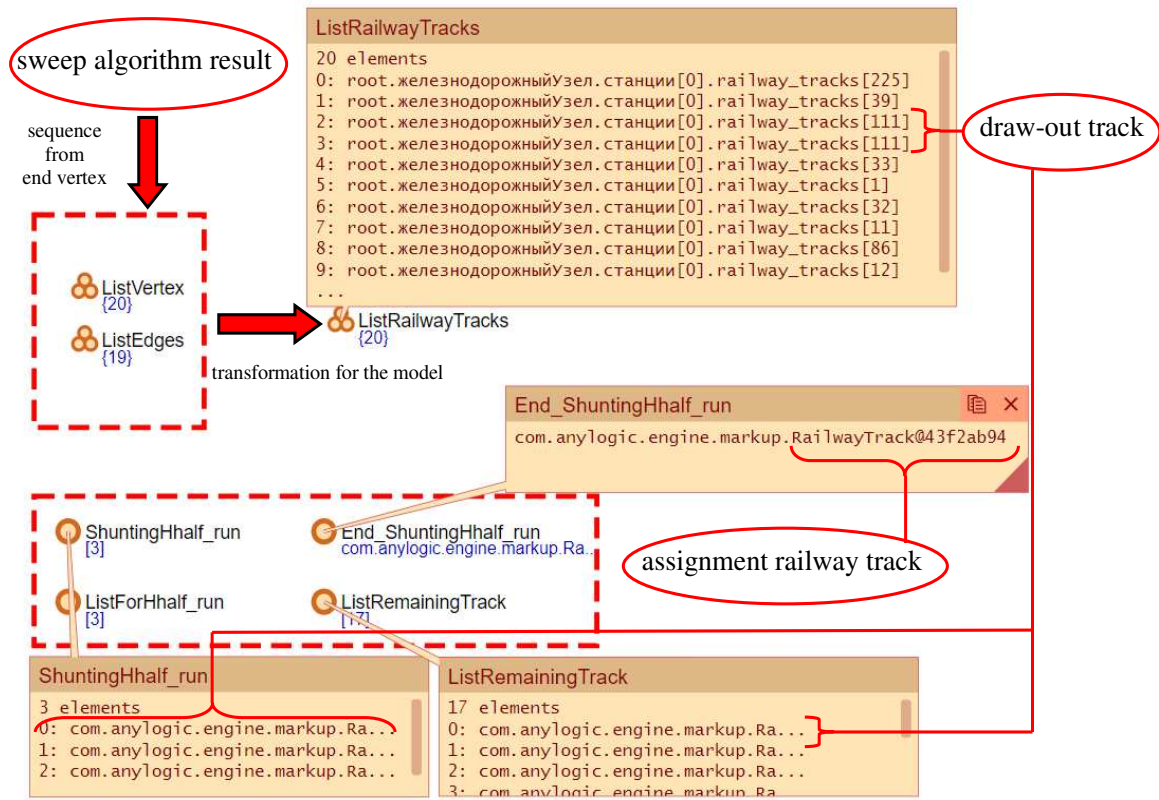 sweep algorithm result
sequence
from
end vertex
ListRailwayTracks
20 elements
0: root.железнодорожныйУзел.станции[0].railway_tracks[225]
1: root.железнодорожныйУзел.станции[0].railway_tracks[39]
2: root.железнодорожныйУзел.станции[0].railway_tracks[111]
3: root.железнодорожныйУзел.станции[0].railway_tracks[111]
4: root.железнодорожныйУзел.станции[0].railway_tracks[33]
5: root.железнодорожныйУзел.станции[0].railway_tracks[1]
6: root.железнодорожныйУзел.станции[0].railway_tracks[32]
7: root.железнодорожныйУзел.станции[0].railway_tracks[11]
8: root.железнодорожныйУзел.станции[0].railway_tracks[86]
9: root.железнодорожныйУзел.станции[0].railway_tracks[12]
...
draw-out track
ListVertex
{20}
ListEdges
{19}
ListRailwayTracks
{20}
transformation for the model
End_ShuntingHhalf_run
com.anylogic.engine.markup.RailwayTrack@43f2ab94
ShuntingHhalf_run
[3]
End_ShuntingHhalf_run
com.anylogic.engine.markup.Ra..
assignment railway track
ListForHhalf_run
[3]
ListRemainingTrack
[17]
ShuntingHhalf_run
3 elements
0: com.anylogic.engine.markup.Ra...
1: com.anylogic.engine.markup.Ra...
2: com.anylogic.engine.markup.Ra...
ListRemainingTrack
17 elements
0: com.anylogic.engine.markup.Ra...
1: com.anylogic.engine.markup.Ra...
2: com.anylogic.engine.markup.Ra...
3: com.anylogic.engine.markup.Ra